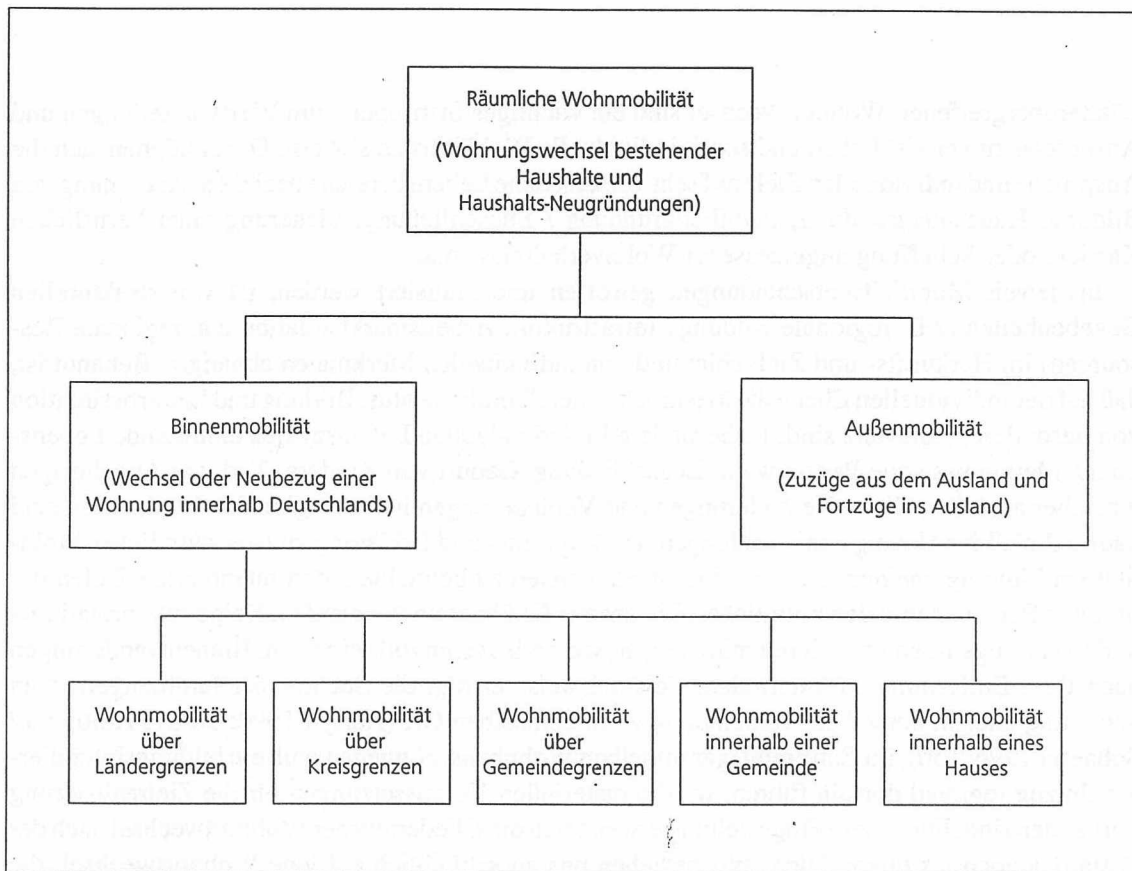 Räumliche Wohnmobilität
(Wohnungswechsel bestehender
Haushalte und
Haushalts-Neugründungen)
Binnenmobilität
(Wechsel oder Neubezug einer
Wohnung innerhalb Deutschlands)
Außenmobilität
(Zuzüge aus dem Ausland und
Fortzüge ins Ausland)
Wohnmobilität
über
Ländergrenzen
Wohnmobilität
über
Kreisgrenzen
Wohnmobilität
über
Gemeindegrenzen
Wohnmobilität
innerhalb einer
Gemeinde
Wohnmobilität
innerhalb eines
Hauses